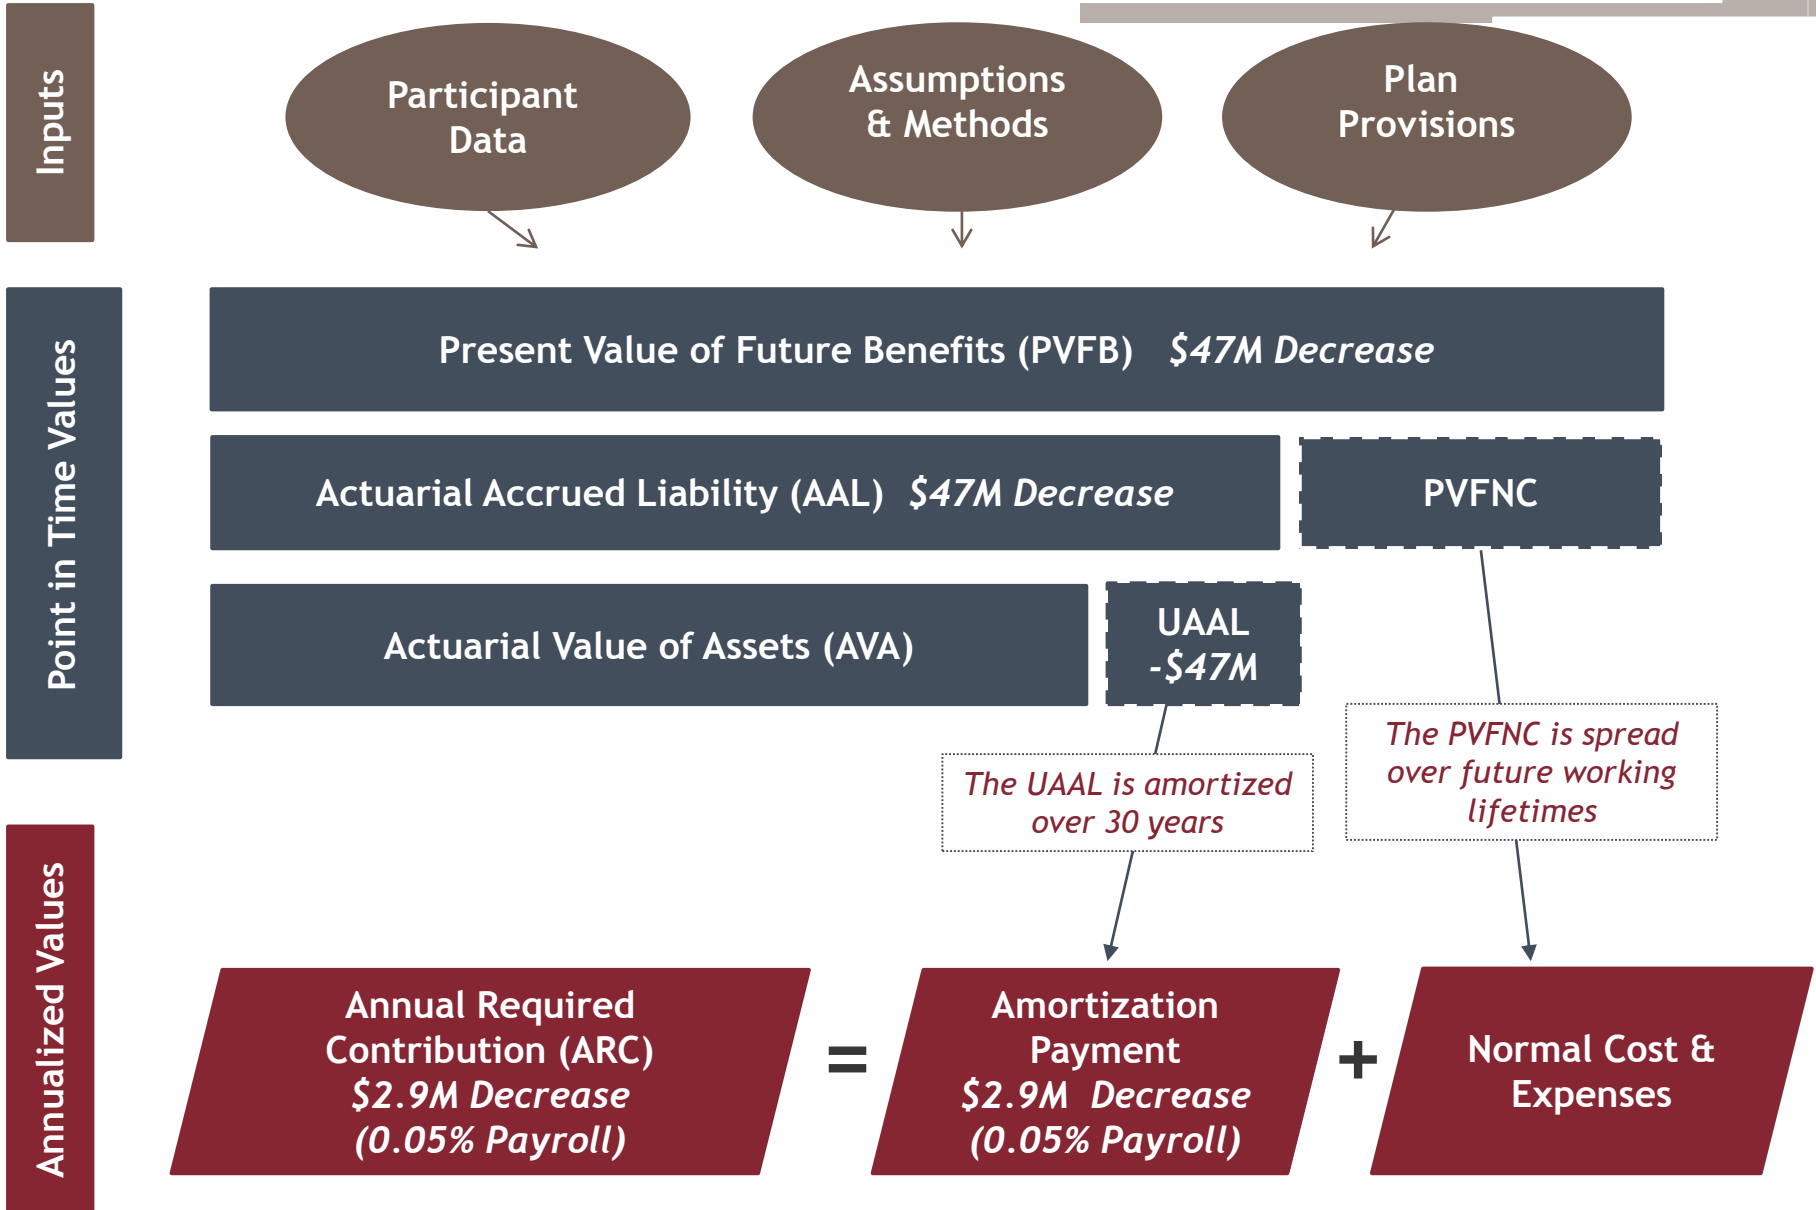 Inputs
Participant
Data
Assumptions
& Methods
Plan
Provisions
Point in Time Values
Present Value of Future Benefits (PVFB) $47M Decrease
Actuarial Accrued Liability (AAL) $47M Decrease
PVFNC
Actuarial Value of Assets (AVA)
UAAL
-$47M
The UAAL is amortized
over 30 years
The PVFNC is spread
over future working
lifetimes
Annualized Values
Annual Required
Contribution (ARC)
$2.9M Decrease
(0.05% Payroll)
=
Amortization
Payment
$2.9M Decrease
(0.05% Payroll)
+
Normal Cost &
Expenses